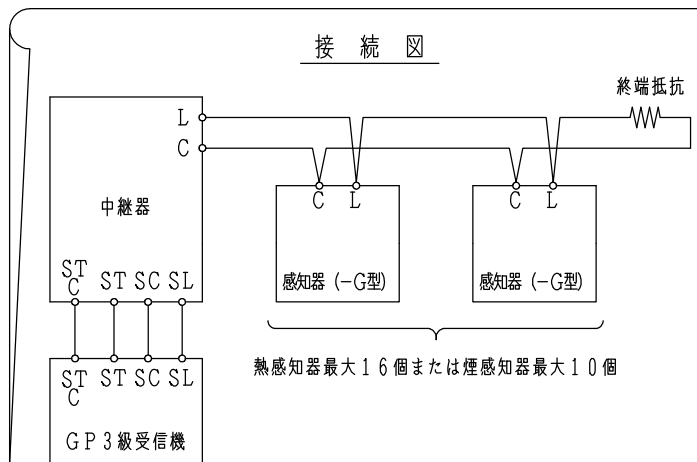 接続図
終端抵抗
L
C
中継器
C L C L
感知器(-G型) 感知器(-G型)
STC ST SC SL
熱感知器最大16個または煙感知器最大10個
STC ST SC SL
GP3級受信機